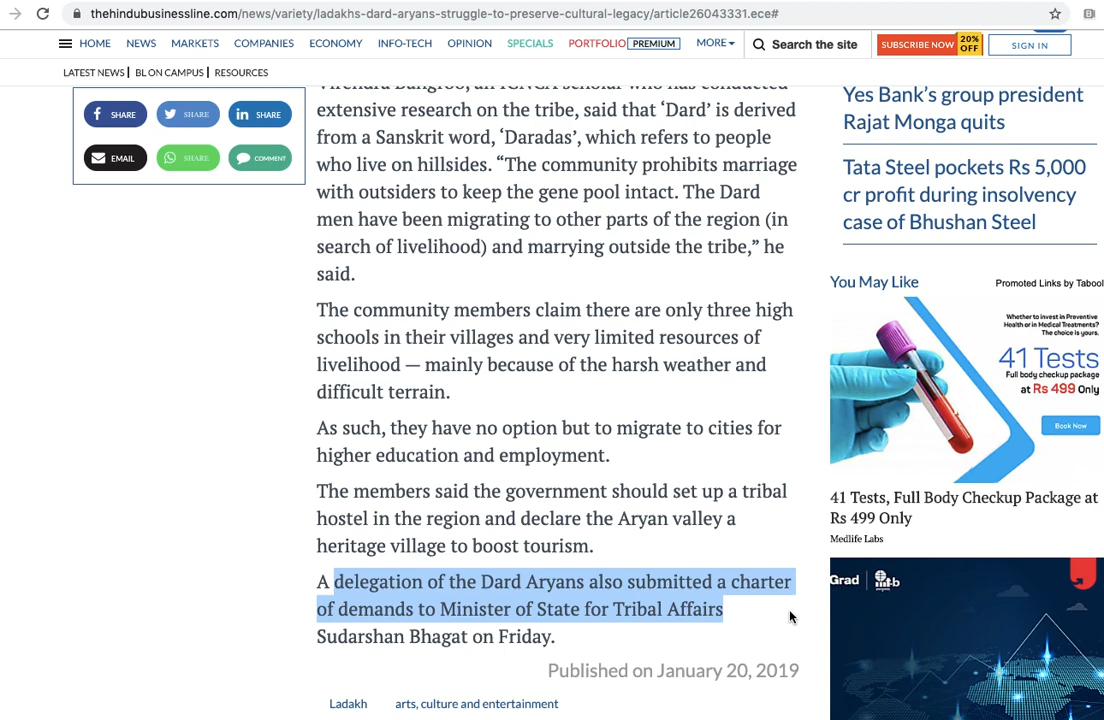 thehindubusinessline.com/news/variety/ladakhs-dard-aryans-struggle-to-preserve-cultural-legacy/article26043331.ece#
HOME NEWS MARKETS COMPANIES ECONOMY INFO-TECH OPINION SPECIALS PORTFOLIO PREMIUM MORE Search the site SUBSCRIBE NOW 20% OFF SIGN IN
LATEST NEWS | BL ON CAMPUS | RESOURCES
SHARE SHARE SHARE
EMAIL SHARE COMMENT
extensive research on the tribe, said that ‘Dard’ is derived
from a Sanskrit word, ‘Daradas’, which refers to people
who live on hillsides. “The community prohibits marriage
with outsiders to keep the gene pool intact. The Dard
men have been migrating to other parts of the region (in
search of livelihood) and marrying outside the tribe,” he
said.
The community members claim there are only three high
schools in their villages and very limited resources of
livelihood — mainly because of the harsh weather and
difficult terrain.
As such, they have no option but to migrate to cities for
higher education and employment.
The members said the government should set up a tribal
hostel in the region and declare the Aryan valley a
heritage village to boost tourism.
A delegation of the Dard Aryans also submitted a charter
of demands to Minister of State for Tribal Affairs
Sudarshan Bhagat on Friday.
Published on January 20, 2019
Ladakh arts, culture and entertainment
Yes Bank’s group president
Rajat Monga quits
Tata Steel pockets Rs 5,000
cr profit during insolvency
case of Bhushan Steel
You May Like Promoted Links by Tabool
Whether to invest in Preventive
Health or in Medical Treatments?
The choice is yours.
41 Tests
Full body checkup package
at Rs 499 Only
Book Now
41 Tests, Full Body Checkup Package at
Rs 499 Only
Medlife Labs
Grad